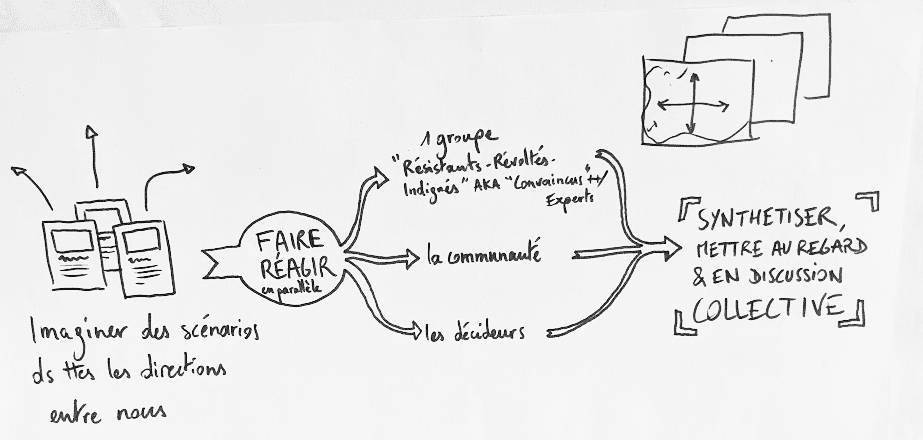 Imaginer des scénarios
ds ttes les directions
entre nous
FAIRE
RÉAGIR
en parallèle
1 groupe
"Résistants-Révoltés-
Indignés" AKA "Convaincus"++/
Experts
la communauté
les décideurs
SYNTHETISER,
METTRE AU REGARD
& EN DISCUSSION
COLLECTIVE